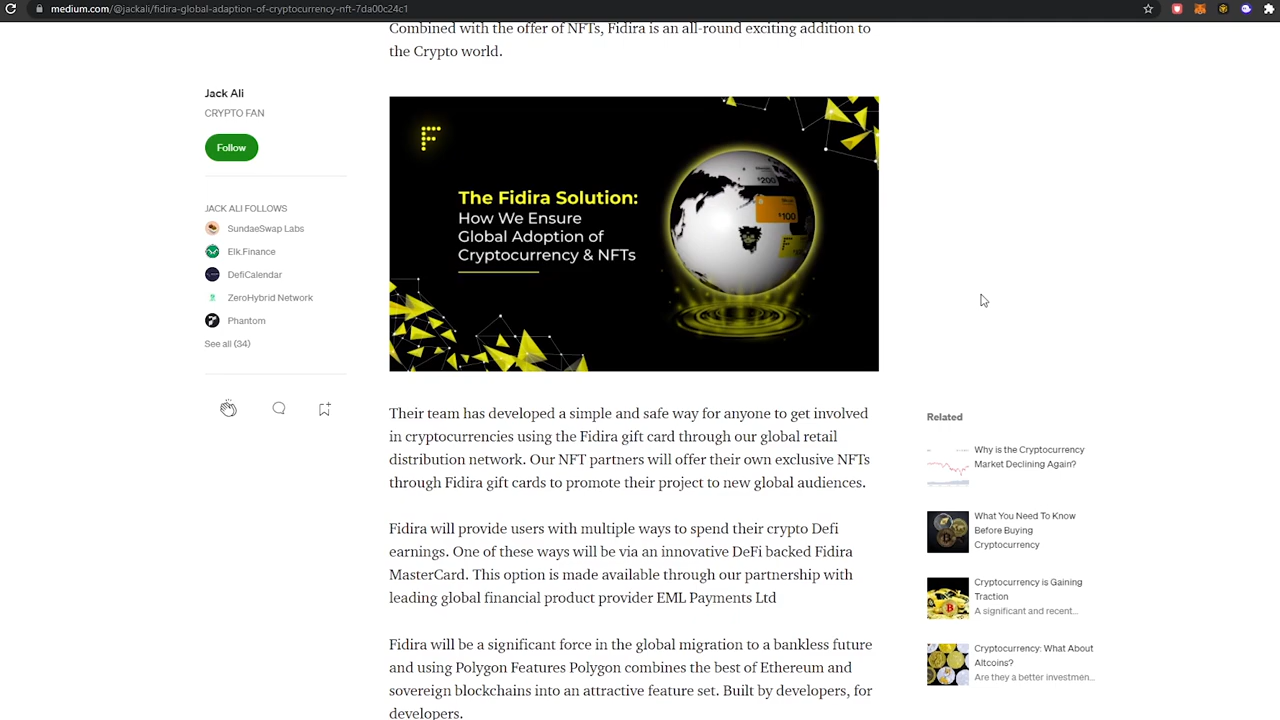 medium.com/@jackali/fidira-global-adaption-of-cryptocurrency-nft-7da00c24c1
Combined with the offer of NFTs, Fidira is an all-round exciting addition to
the Crypto world.
Jack Ali
CRYPTO FAN
Follow
JACK ALI FOLLOWS
SundaeSwap Labs
Elk.Finance
DefiCalendar
ZeroHybrid Network
Phantom
See all (34)
F
The Fidira Solution:
How We Ensure
Global Adoption of
Cryptocurrency & NFTs
$200
$100
Their team has developed a simple and safe way for anyone to get involved
in cryptocurrencies using the Fidira gift card through our global retail
distribution network. Our NFT partners will offer their own exclusive NFTs
through Fidira gift cards to promote their project to new global audiences.
Fidira will provide users with multiple ways to spend their crypto Defi
earnings. One of these ways will be via an innovative DeFi backed Fidira
MasterCard. This option is made available through our partnership with
leading global financial product provider EML Payments Ltd
Fidira will be a significant force in the global migration to a bankless future
and using Polygon Features Polygon combines the best of Ethereum and
sovereign blockchains into an attractive feature set. Built by developers, for
developers.
Related
Why is the Cryptocurrency
Market Declining Again?
What You Need To Know
Before Buying
Cryptocurrency
Cryptocurrency is Gaining
Traction
A significant and recent...
Cryptocurrency: What About
Altcoins?
Are they a better investmen...